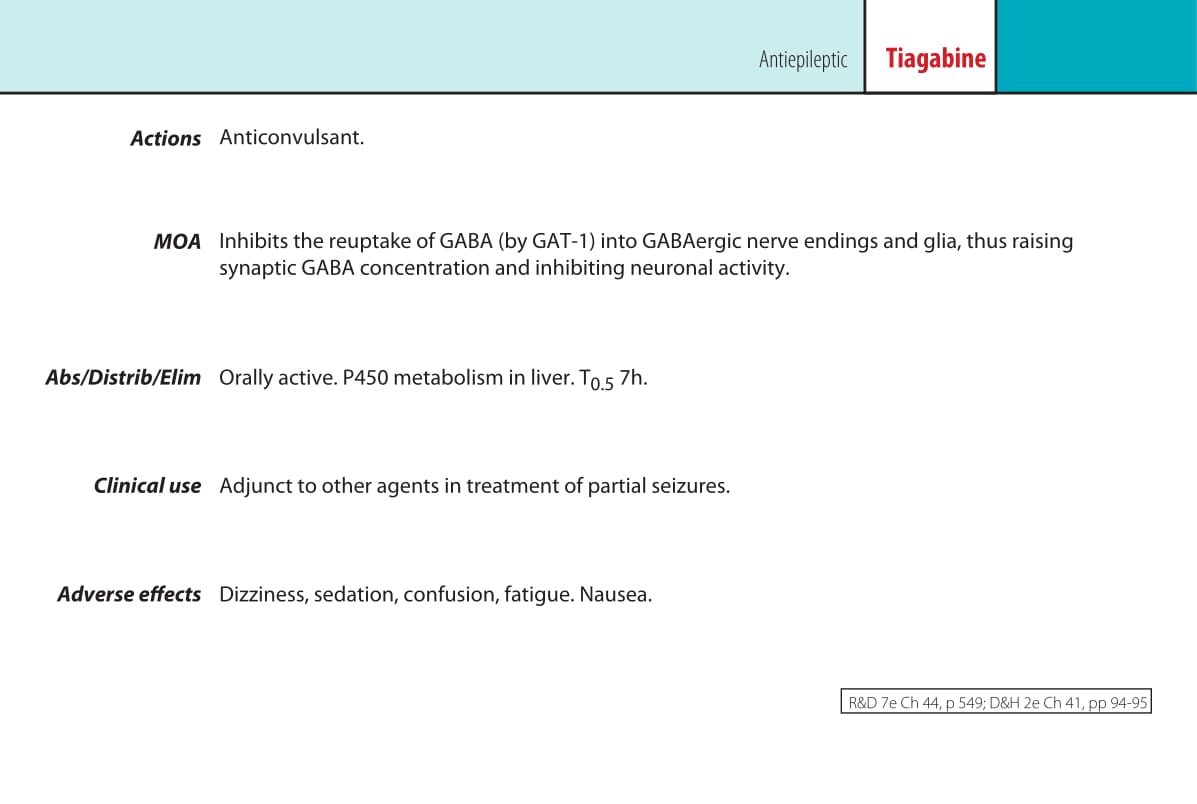 Antiepileptic Tiagabine
Actions Anticonvulsant.
MOA Inhibits the reuptake of GABA (by GAT-1) into GABAergic nerve endings and glia, thus raising
synaptic GABA concentration and inhibiting neuronal activity.
Abs/Distrib/Elim Orally active. P450 metabolism in liver. T0.5 7h.
Clinical use Adjunct to other agents in treatment of partial seizures.
Adverse effects Dizziness, sedation, confusion, fatigue. Nausea.
R&D 7e Ch 44, p 549; D&H 2e Ch 41, pp 94-95